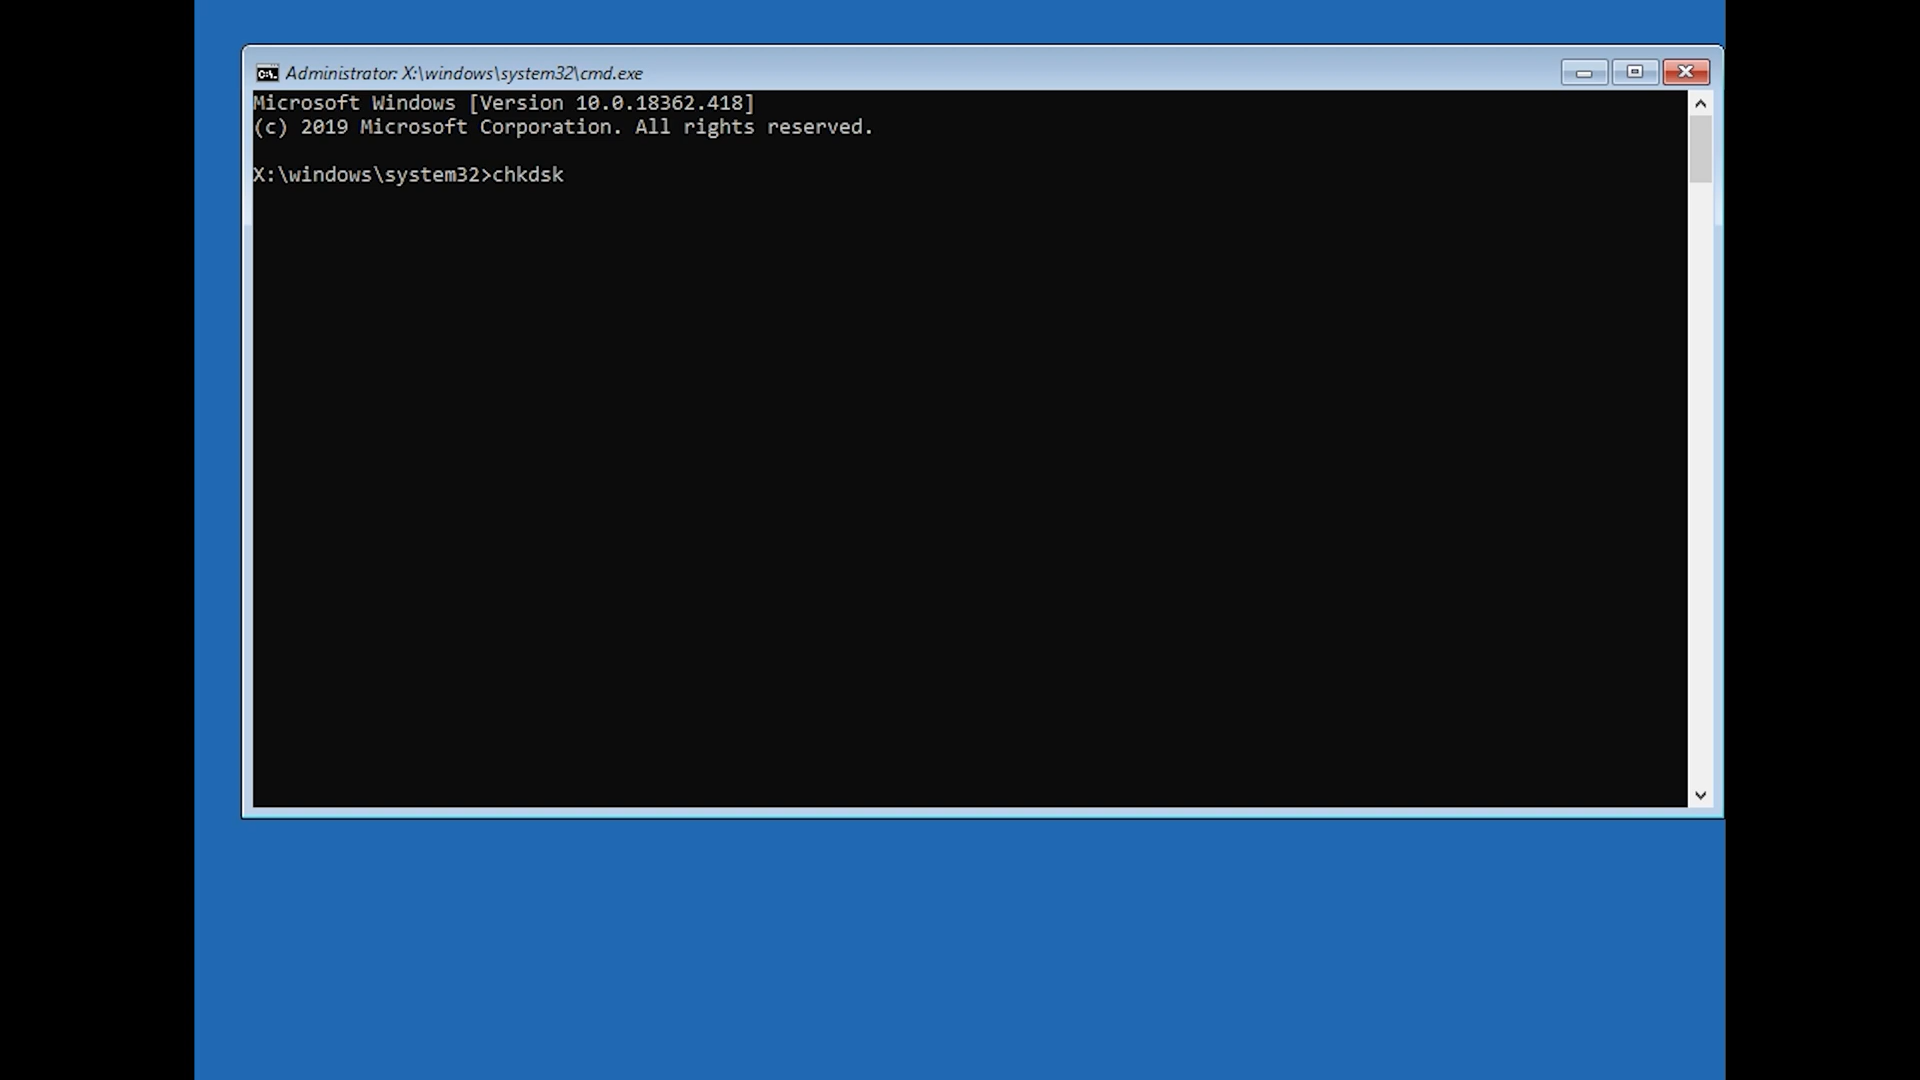 Administrator: X:\windows\system32\cmd.exe
Microsoft Windows [Version 10.0.18362.418]
(c) 2019 Microsoft Corporation. All rights reserved.
X:\windows\system32>chkdsk